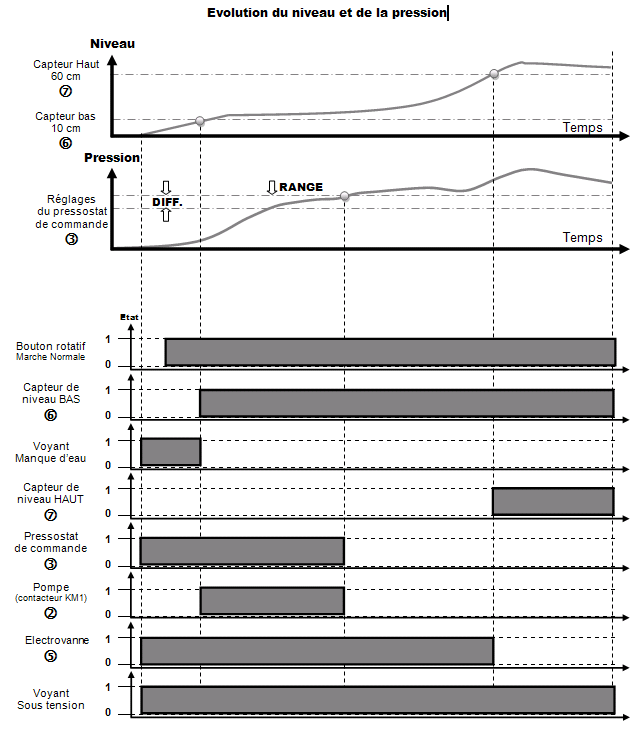 Evolution du niveau et de la pression
Niveau
Capteur Haut
60 cm
⑦
Capteur bas
10 cm
⑥
Temps
Pression
RANGE
DIFF.
Réglages
du pressostat
de commande
③
Temps
Etat
Bouton rotatif
Marche Normale
1
0
Capteur de
niveau BAS
⑥
1
0
Voyant
Manque d'eau
1
0
Capteur de
niveau HAUT
⑦
1
0
Pressostat
de commande
③
1
0
Pompe
(contacteur KM1)
②
1
0
Electrovanne
⑤
1
0
Voyant
Sous tension
1
0